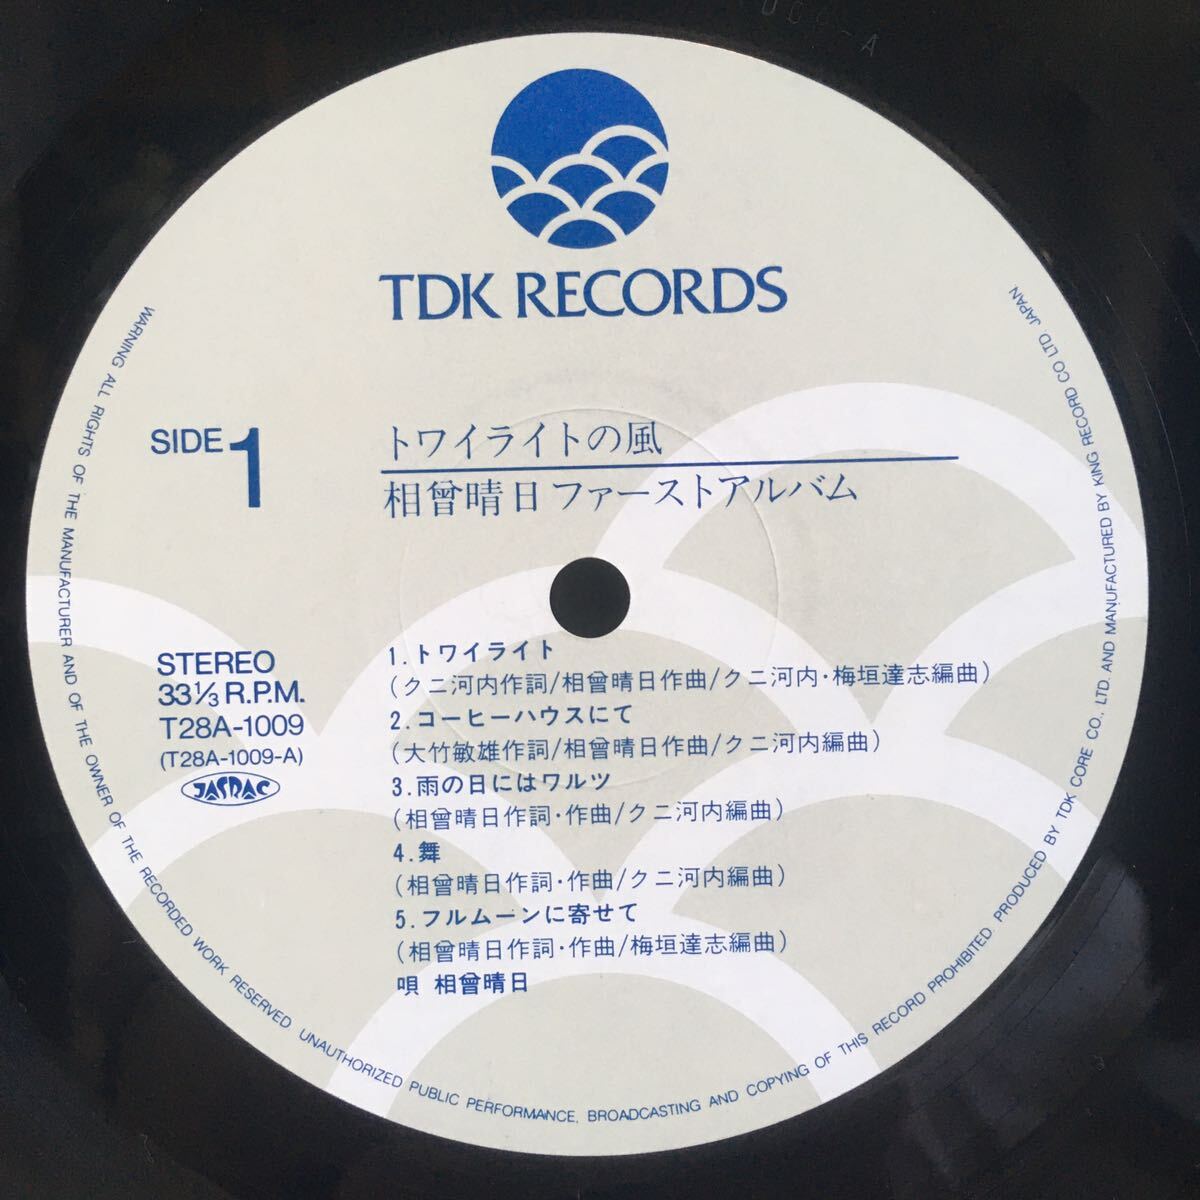 TDK RECORDS
SIDE 1
トワイライトの風
相曾晴日ファーストアルバム
STEREO
33⅓ R.P.M.
T28A-1009
(T28A-1009-A)
JASRAC
1.トワイライト
(クニ河内作詞/相曾晴日作曲/クニ河内・梅垣達志編曲)
2.コーヒーハウスにて
(大竹敏雄作詞/相曾晴日作曲/クニ河内編曲)
3.雨の日にはワルツ
(相曾晴日作詞・作曲/クニ河内編曲)
4.舞
(相曾晴日作詞・作曲/クニ河内編曲)
5.フルムーンに寄せて
(相曾晴日作詞・作曲/梅垣達志編曲)
唄 相曾晴日
WARNING ALL RIGHTS OF THE MANUFACTURER AND OF THE OWNER OF THE RECORDED WORK RESERVED UNAUTHORIZED PUBLIC PERFORMANCE, BROADCASTING AND COPYING OF THIS RECORD PROHIBITED. PRODUCED BY TDK CORE CO., LTD. AND MANUFACTURED BY KING RECORD CO LTD. JAPAN